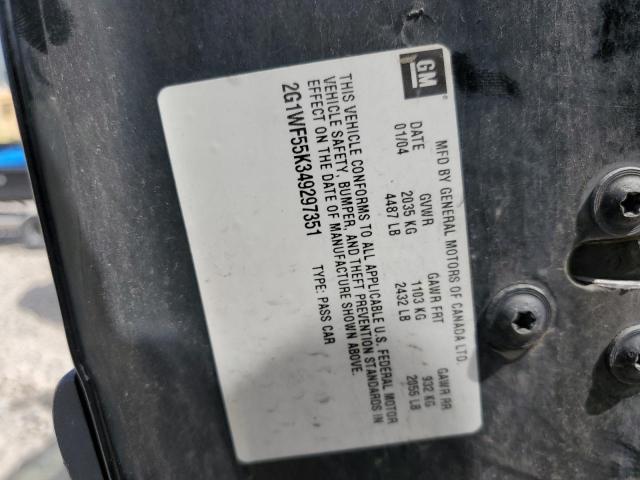 GM
MFD BY GENERAL MOTORS OF CANADA LTD.
DATE GVWR GAWR FRT GAWR RR
01/04 2035 KG 1103 KG 932 KG
4487 LB 2432 LB 2055 LB
THIS VEHICLE CONFORMS TO ALL APPLICABLE U.S. FEDERAL MOTOR
VEHICLE SAFETY, BUMPER, AND THEFT PREVENTION STANDARDS IN
EFFECT ON THE DATE OF MANUFACTURE SHOWN ABOVE.
2G1WF55K349297351 TYPE: PASS CAR